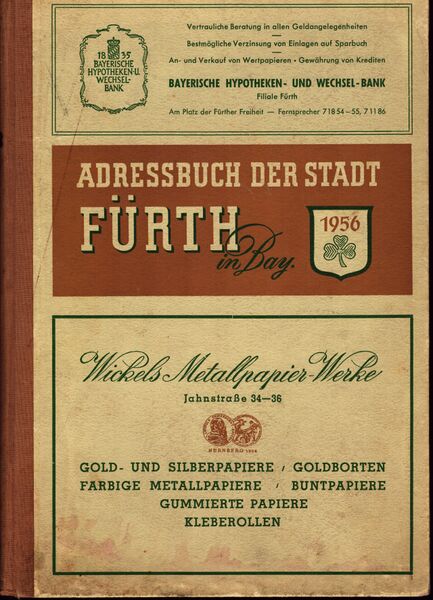 Vertrauliche Beratung in allen Geldangelegenheiten
Bestmögliche Verzinsung von Einlagen auf Sparbuch
An- und Verkauf von Wertpapieren · Gewährung von Krediten
BAYERISCHE HYPOTHEKEN- UND WECHSEL-BANK
Filiale Fürth
Am Platz der Fürther Freiheit — Fernsprecher 71854-55, 71186
18 35
BAYERISCHE
HYPOTHEKEN-U.
WECHSEL-
BANK
ADRESSBUCH DER STADT
FÜRTH
in Bay.
1956
Wickels Metallpapier-Werke
Jahnstraße 34—36
NÜRNBERG 1906
GOLD- UND SILBERPAPIERE / GOLDBORTEN
FARBIGE METALLPAPIERE / BUNTPAPIERE
GUMMIERTE PAPIERE
KLEBEROLLEN